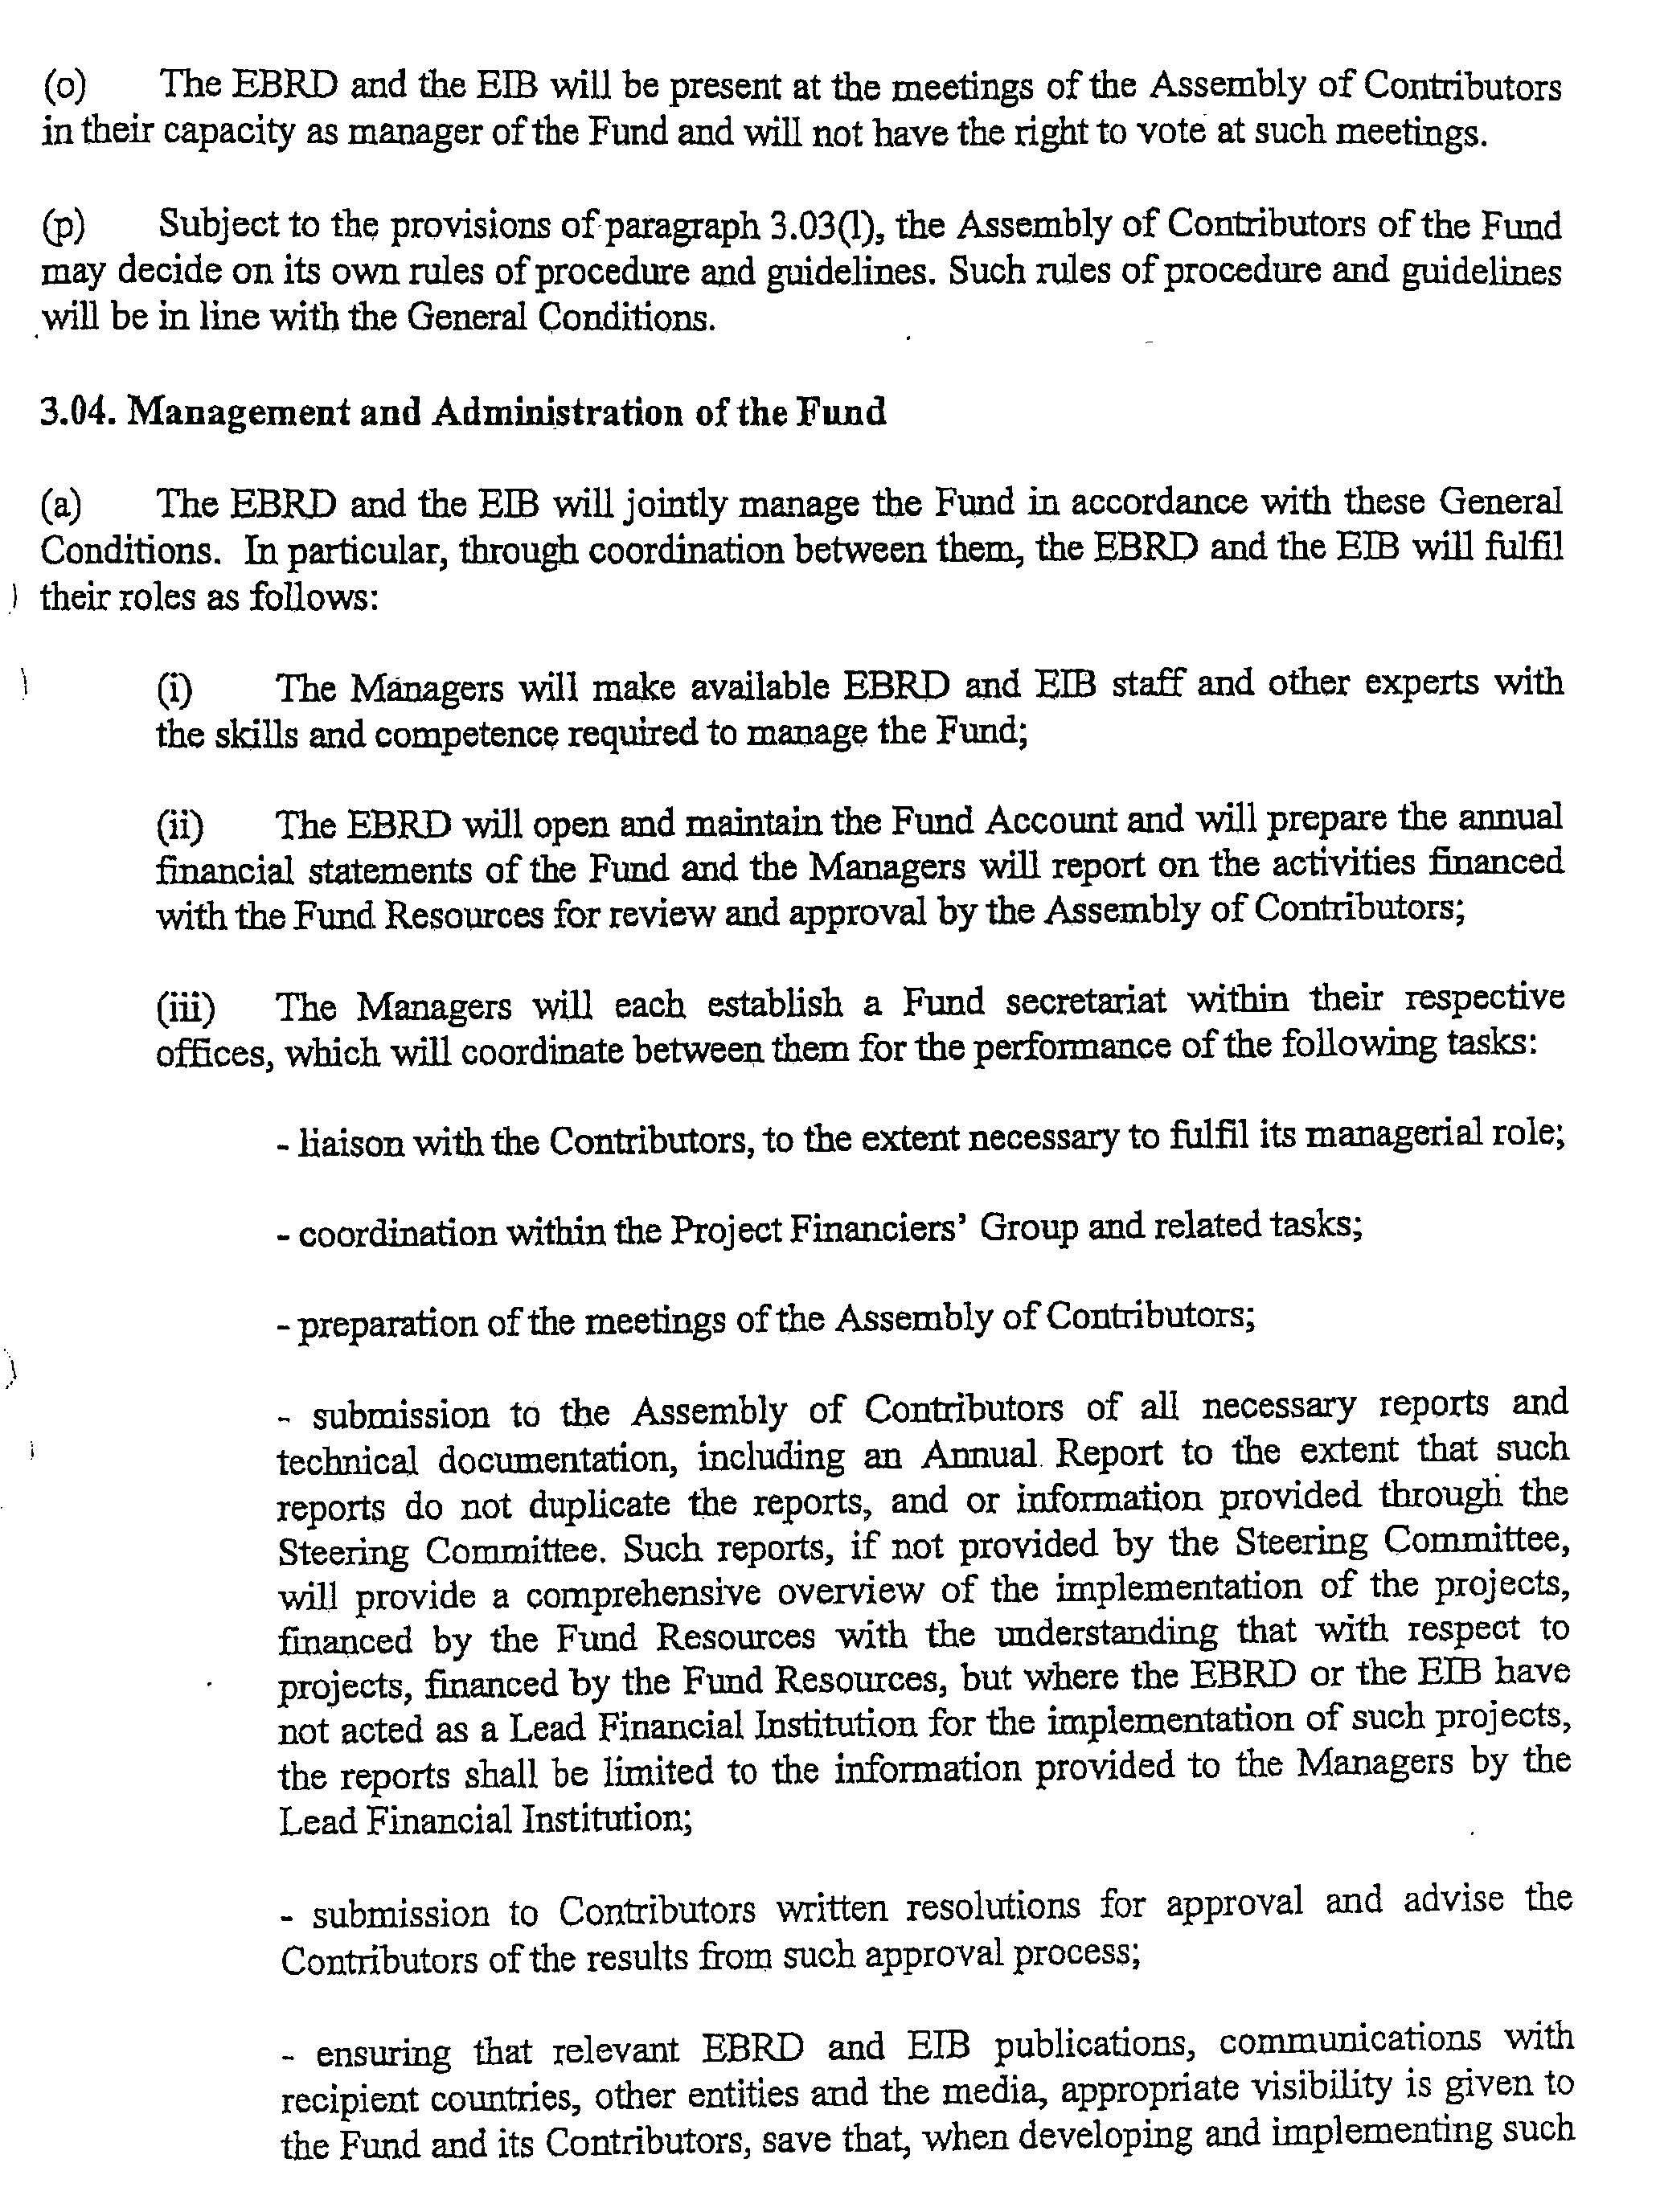 (o) The EBRD and the EIB will be present at the meetings of the Assembly of Contributors
in their capacity as manager of the Fund and will not have the right to vote at such meetings.
(p) Subject to the provisions of paragraph 3.03(l), the Assembly of Contributors of the Fund
may decide on its own rules of procedure and guidelines. Such rules of procedure and guidelines
will be in line with the General Conditions.
3.04. Management and Administration of the Fund
(a) The EBRD and the EIB will jointly manage the Fund in accordance with these General
Conditions. In particular, through coordination between them, the EBRD and the EIB will fulfil
their roles as follows:
(i) The Managers will make available EBRD and EIB staff and other experts with
the skills and competence required to manage the Fund;
(ii) The EBRD will open and maintain the Fund Account and will prepare the annual
financial statements of the Fund and the Managers will report on the activities financed
with the Fund Resources for review and approval by the Assembly of Contributors;
(iii) The Managers will each establish a Fund secretariat within their respective
offices, which will coordinate between them for the performance of the following tasks:
- liaison with the Contributors, to the extent necessary to fulfil its managerial role;
- coordination within the Project Financiers' Group and related tasks;
- preparation of the meetings of the Assembly of Contributors;
- submission to the Assembly of Contributors of all necessary reports and
technical documentation, including an Annual Report to the extent that such
reports do not duplicate the reports, and or information provided through the
Steering Committee. Such reports, if not provided by the Steering Committee,
will provide a comprehensive overview of the implementation of the projects,
financed by the Fund Resources with the understanding that with respect to
projects, financed by the Fund Resources, but where the EBRD or the EIB have
not acted as a Lead Financial Institution for the implementation of such projects,
the reports shall be limited to the information provided to the Managers by the
Lead Financial Institution;
- submission to Contributors written resolutions for approval and advise the
Contributors of the results from such approval process;
- ensuring that relevant EBRD and EIB publications, communications with
recipient countries, other entities and the media, appropriate visibility is given to
the Fund and its Contributors, save that, when developing and implementing such